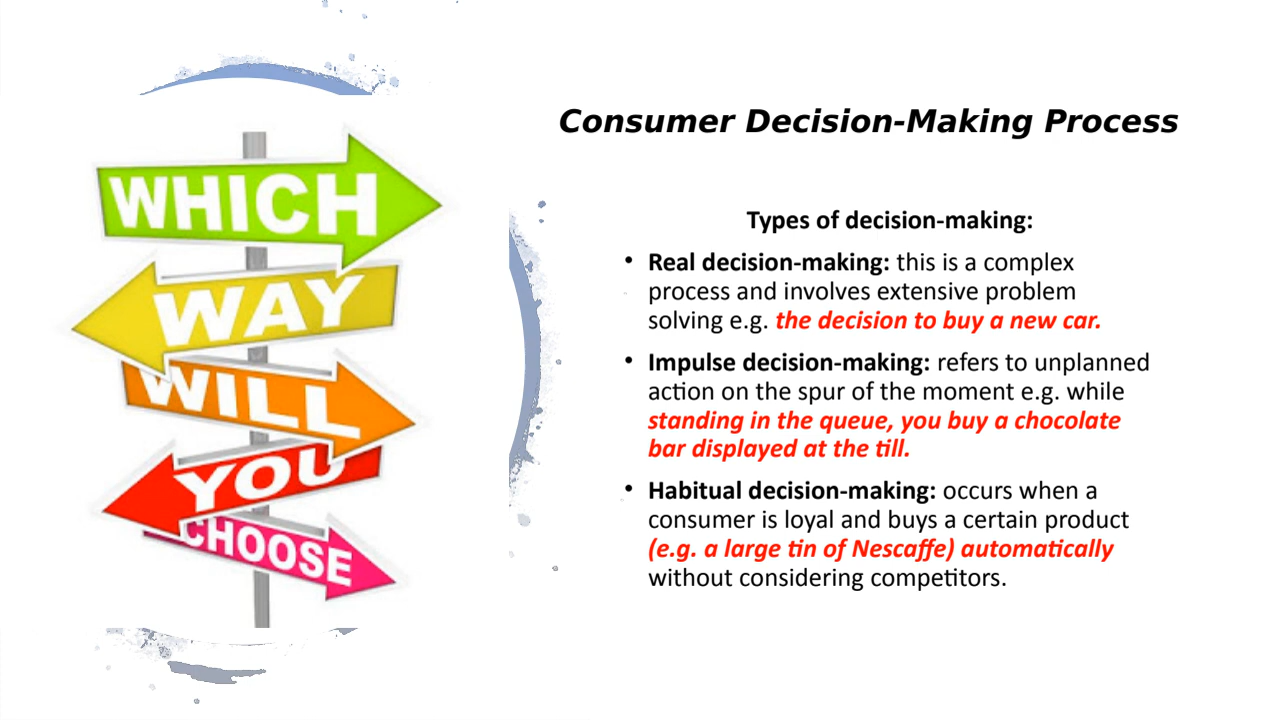 WHICH
WAY
WILL
YOU
CHOOSE
Consumer Decision-Making Process
Types of decision-making:
• Real decision-making: this is a complex
process and involves extensive problem
solving e.g. the decision to buy a new car.
• Impulse decision-making: refers to unplanned
action on the spur of the moment e.g. while
standing in the queue, you buy a chocolate
bar displayed at the till.
• Habitual decision-making: occurs when a
consumer is loyal and buys a certain product
(e.g. a large tin of Nescaffe) automatically
without considering competitors.